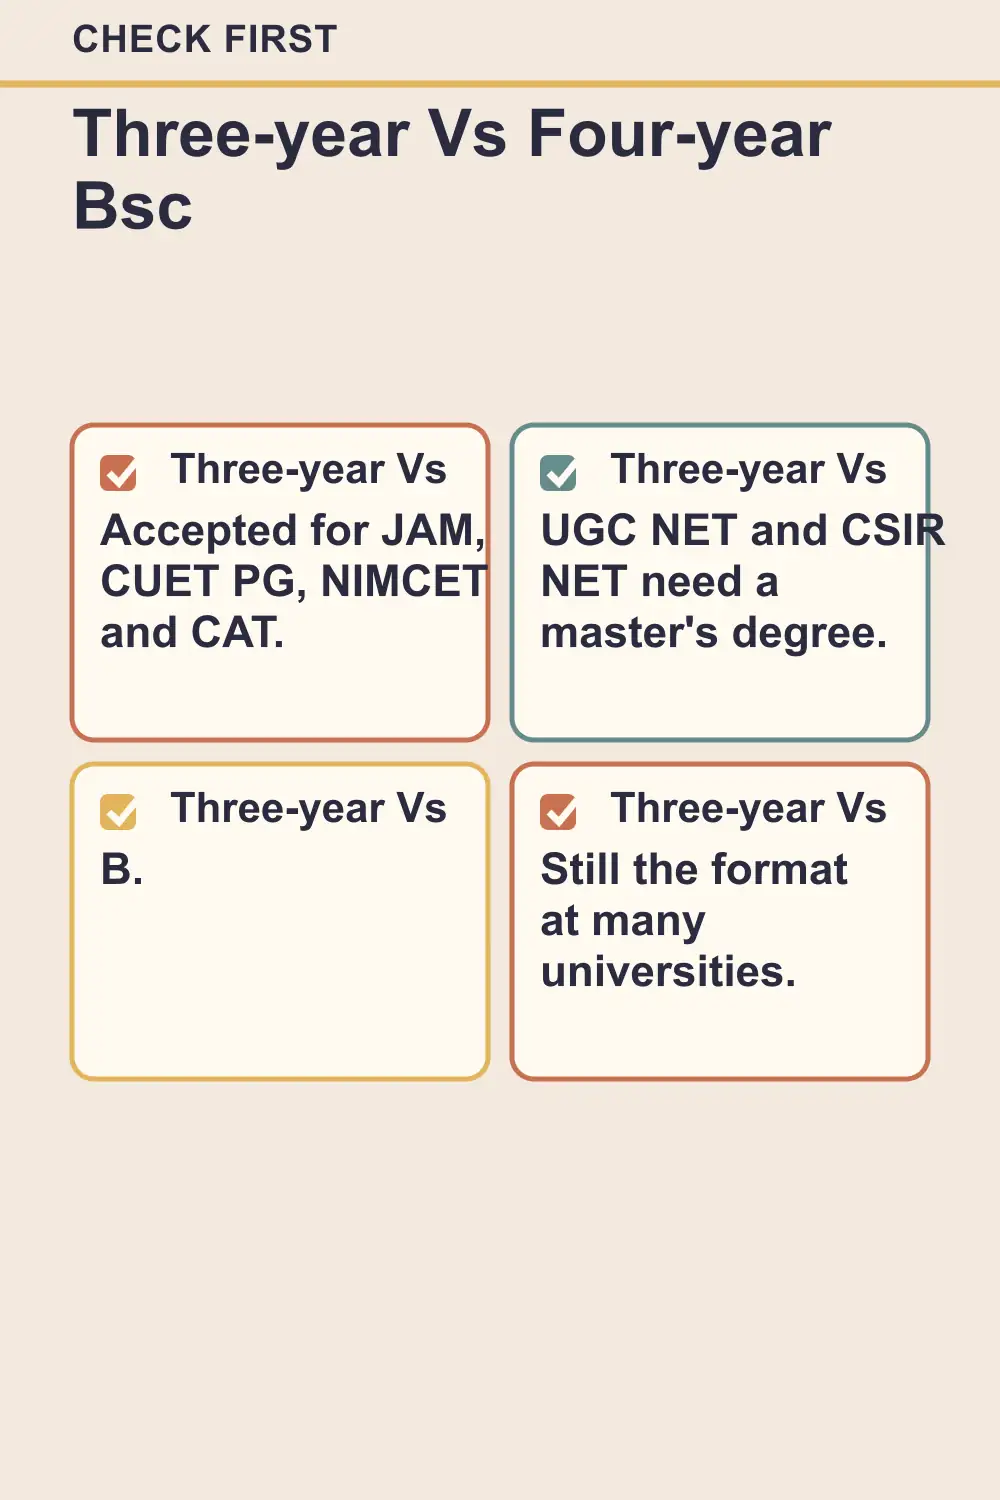 CHECK FIRST
Three-year Vs Four-year
Bsc
Three-year Vs
Accepted for JAM,
CUET PG, NIMCET
and CAT.
Three-year Vs
UGC NET and CSIR
NET need a
master's degree.
Three-year Vs
B.
Three-year Vs
Still the format
at many
universities.